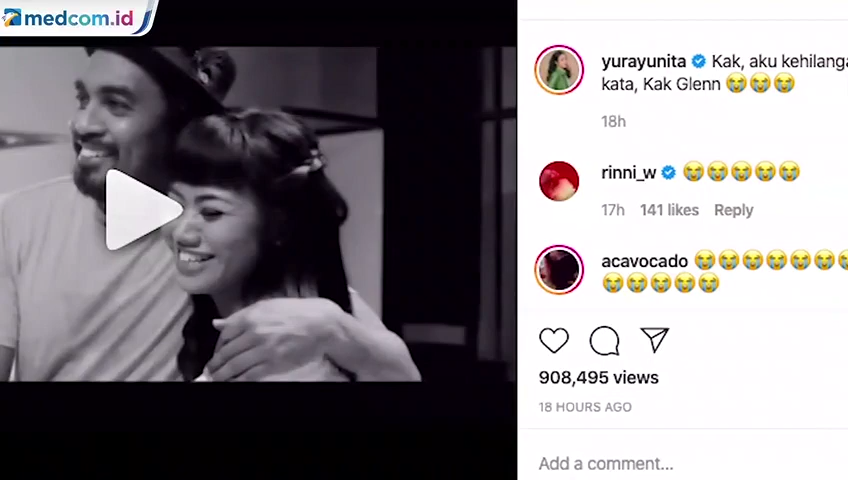 medcom.id
yurayunita Kak, aku kehilanga
kata, Kak Glenn 😭😭😭
18h
rinni_w 😭😭😭😭😭
17h 141 likes Reply
acavocado 😭😭😭😭😭😭😭
😭😭😭😭😭
908,495 views
18 HOURS AGO
Add a comment...